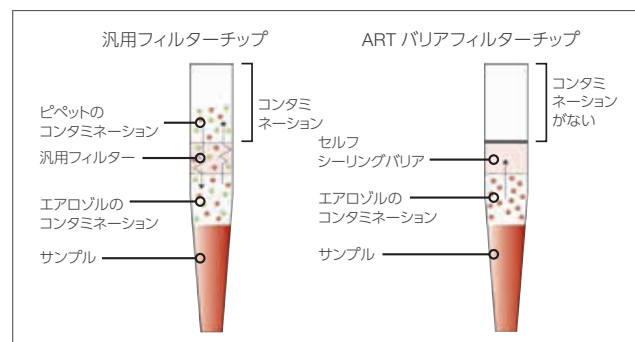 汎用フィルターチップ
ピペットの
コンタミネーション
汎用フィルター
エアロゾルの
コンタミネーション
サンプル
コンタミ
ネーション
ART バリアフィルターチップ
セルフ
シーリングバリア
エアロゾルの
コンタミネーション
サンプル
コンタミ
ネーション
がない